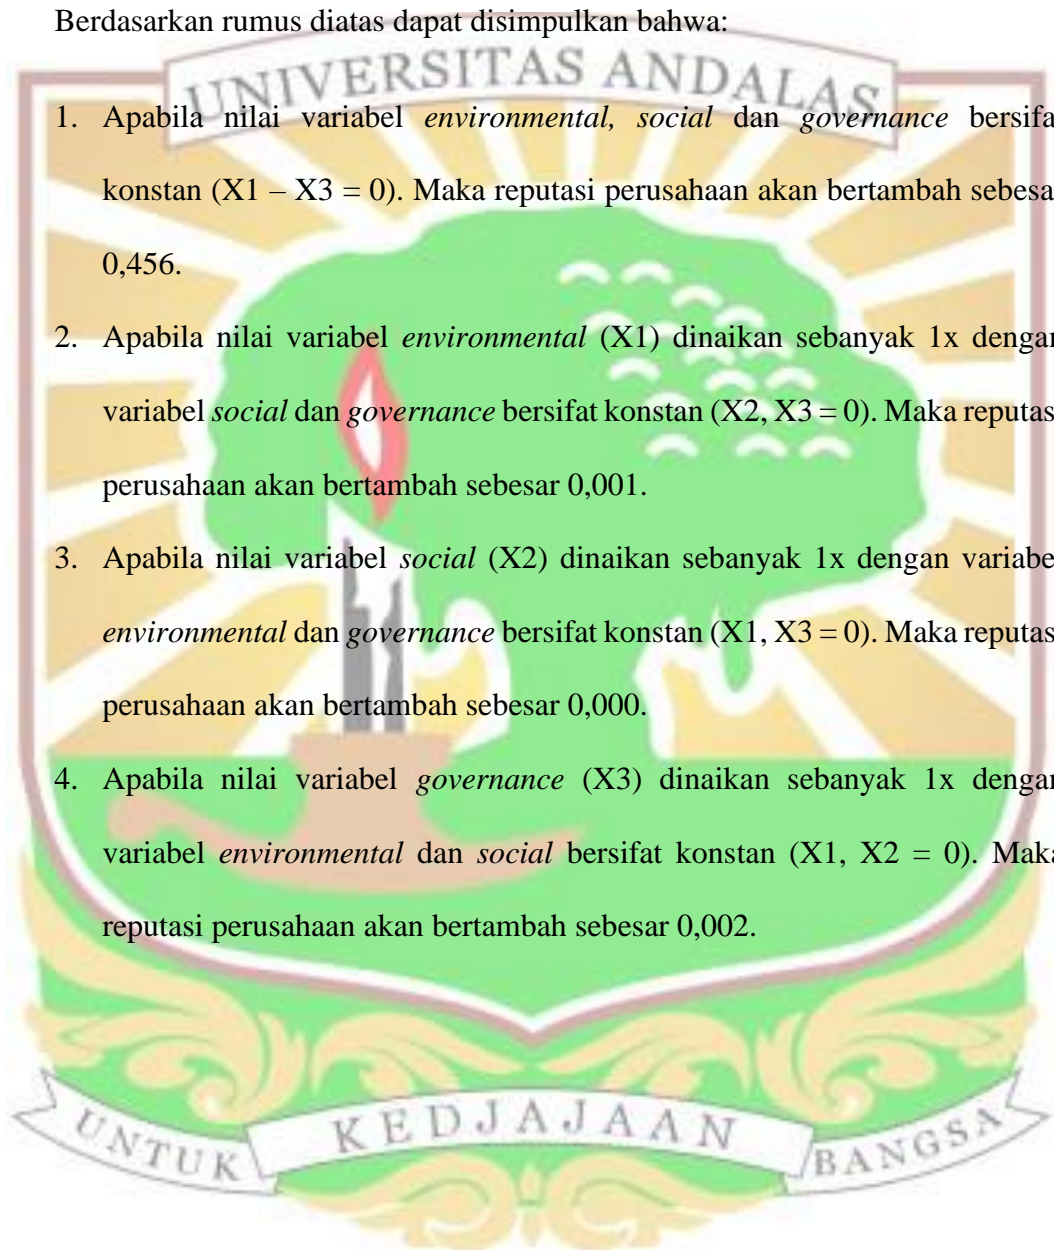 Berdasarkan rumus diatas dapat disimpulkan bahwa:
UNIVERSITAS ANDALAS
1. Apabila nilai variabel environmental, social dan governance bersifa
konstan (X1 – X3 = 0). Maka reputasi perusahaan akan bertambah sebesa
0,456.
2. Apabila nilai variabel environmental (X1) dinaikan sebanyak 1x dengan
variabel social dan governance bersifat konstan (X2, X3 = 0). Maka reputas
perusahaan akan bertambah sebesar 0,001.
3. Apabila nilai variabel social (X2) dinaikan sebanyak 1x dengan variabe
environmental dan governance bersifat konstan (X1, X3 = 0). Maka reputas
perusahaan akan bertambah sebesar 0,000.
4. Apabila nilai variabel governance (X3) dinaikan sebanyak 1x dengan
variabel environmental dan social bersifat konstan (X1, X2 = 0). Maka
reputasi perusahaan akan bertambah sebesar 0,002.
UNTUK KEDJAJAAN BANGSA